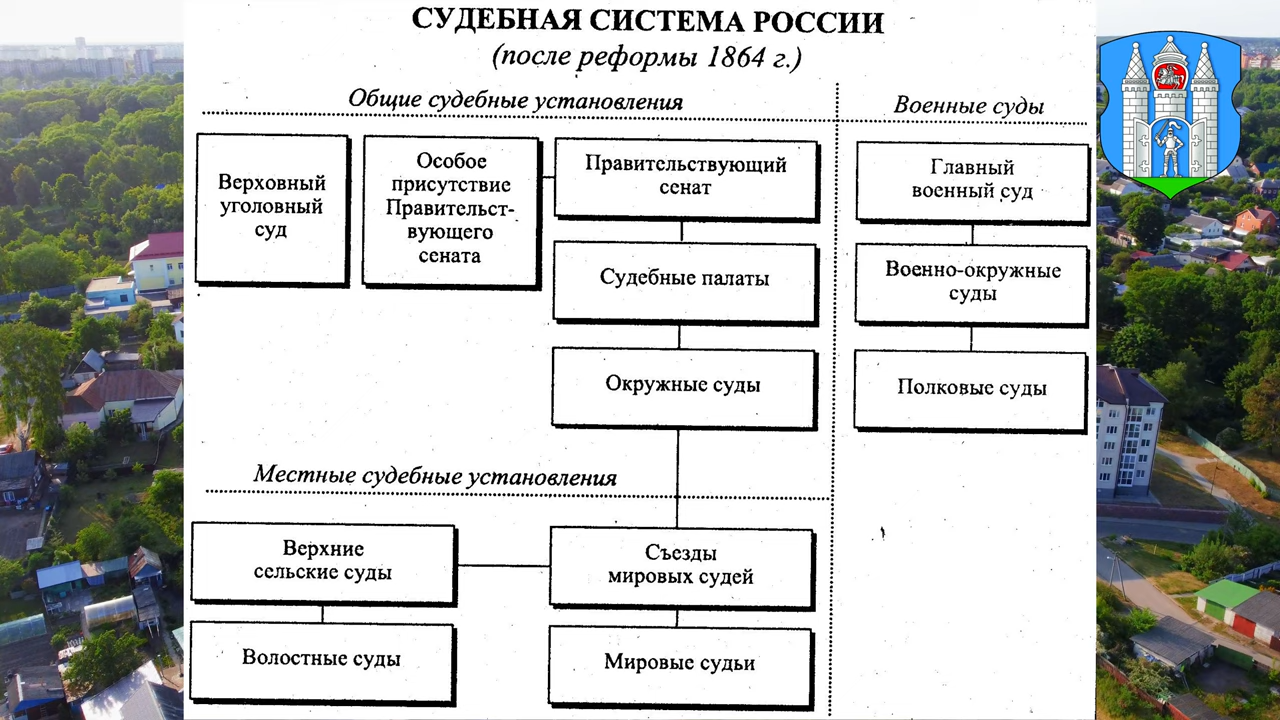 СУДЕБНАЯ СИСТЕМА РОССИИ
(после реформы 1864 г.)
Общие судебные установления
Военные суды
Верховный
уголовный
суд
Особое
присутствие
Правительст-
вующего
сената
Правительствующий
сенат
Судебные палаты
Окружные суды
Главный
военный суд
Военно-окружные
суды
Полковые суды
Местные судебные установления
Верхние
сельские суды
Волостные суды
Съезды
мировых судей
Мировые судьи